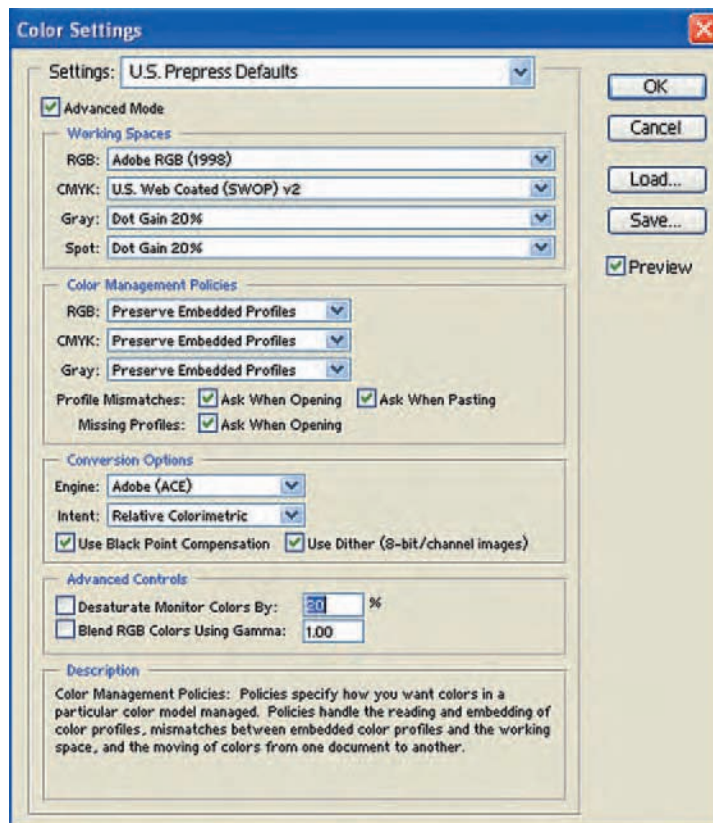 Color Settings
Settings: U.S. Prepress Defaults
OK
Advanced Mode
Cancel
Working Spaces
RGB: Adobe RGB (1998)
Load...
CMYK: U.S. Web Coated (SWOP) v2
Gray: Dot Gain 20%
Save...
Spot: Dot Gain 20%
Preview
Color Management Policies
RGB: Preserve Embedded Profiles
CMYK: Preserve Embedded Profiles
Gray: Preserve Embedded Profiles
Profile Mismatches: Ask When Opening Ask When Pasting
Missing Profiles: Ask When Opening
Conversion Options
Engine: Adobe (ACE)
Intent: Relative Colorimetric
Use Black Point Compensation Use Dither (8-bit/channel images)
Advanced Controls
Desaturate Monitor Colors By: 20 %
Blend RGB Colors Using Gamma: 1.00
Description
Color Management Policies: Policies specify how you want colors in a
particular color model managed. Policies handle the reading and embedding of
color profiles, mismatches between embedded color profiles and the working
space, and the moving of colors from one document to another.